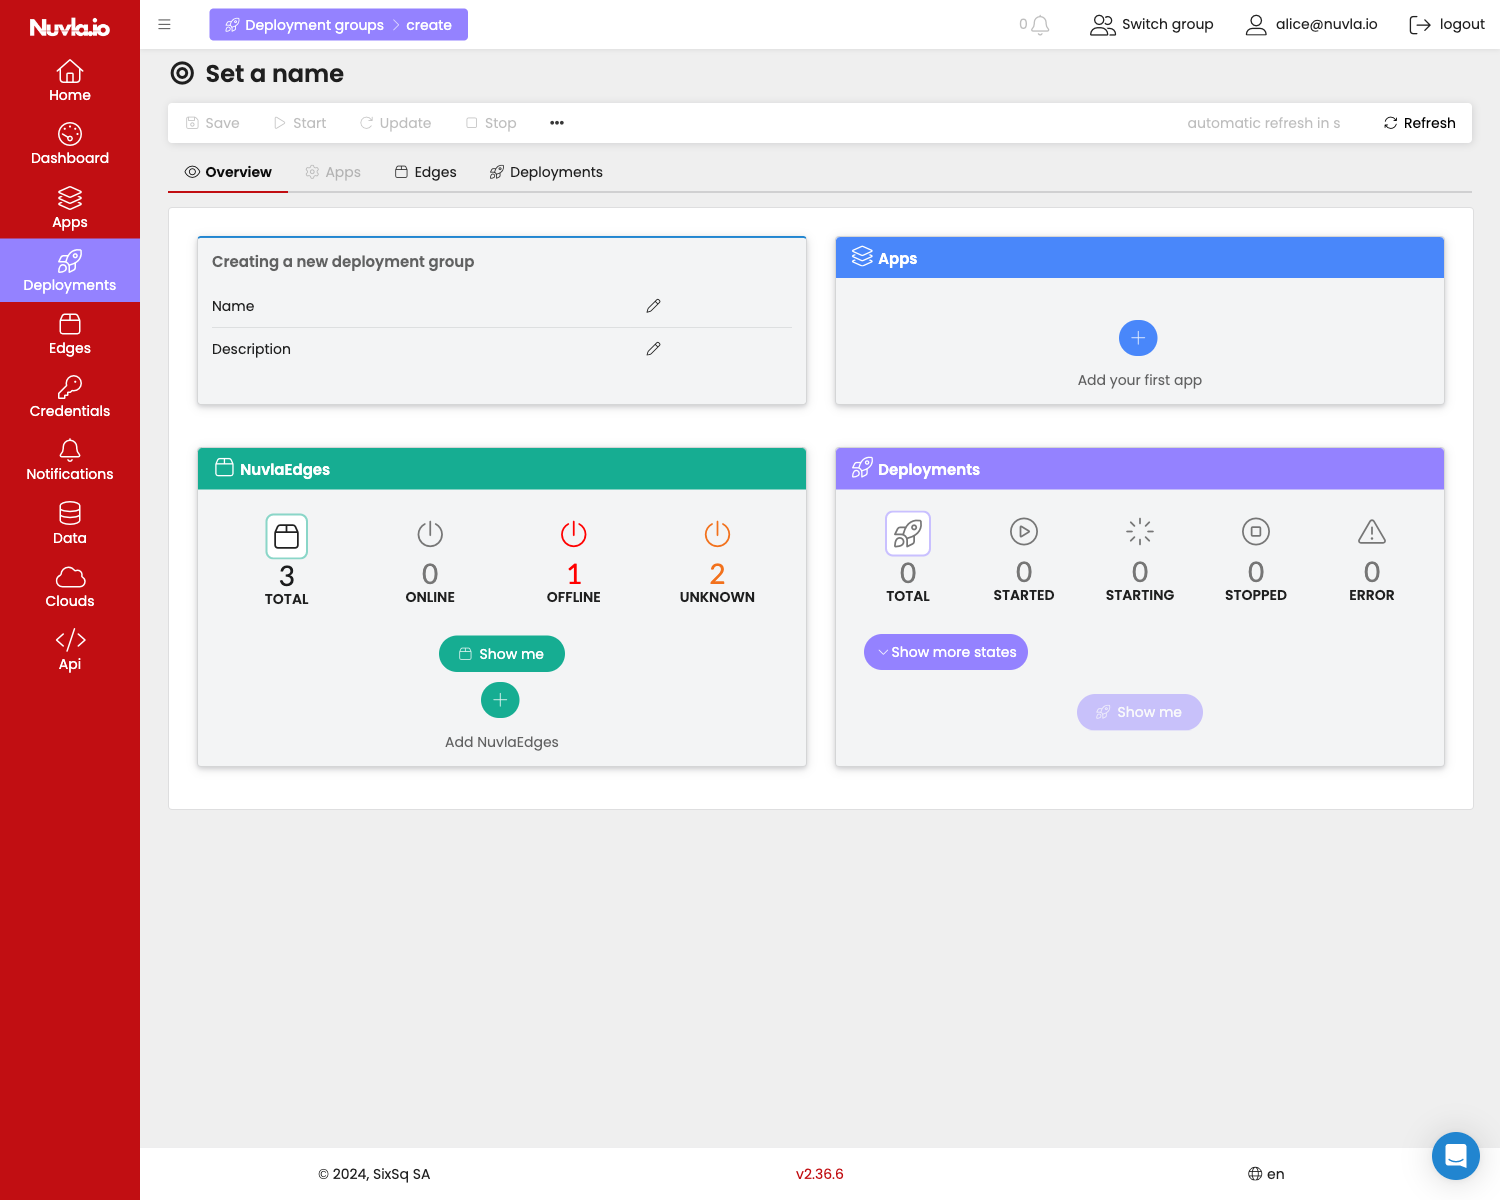 Nuvla.io
Deployment groups create
0
Switch group
alice@nuvla.io
logout
Home
Dashboard
Apps
Deployments
Edges
Credentials
Notifications
Data
Clouds
Api
Set a name
Save Start Update Stop •••
automatic refresh in s
Refresh
Overview Apps Edges Deployments
Creating a new deployment group
Name
Description
Apps
Add your first app
NuvlaEdges
3 0 1 2
TOTAL ONLINE OFFLINE UNKNOWN
Show me
Add NuvlaEdges
Deployments
0 0 0 0 0
TOTAL STARTED STARTING STOPPED ERROR
Show more states
Show me
© 2024, SixSq SA
v2.36.6
en